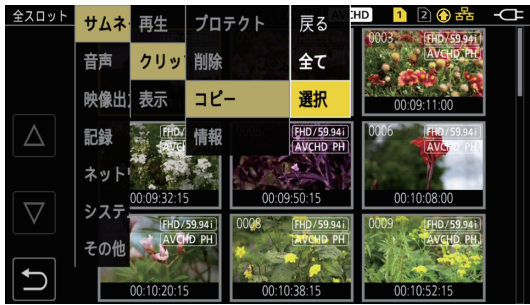 全スロット
サムネ
再生
プロテクト
戻る
HD
1
2
音声
クリッ
削除
全て
0003
AVCHD PH
00:09:11:00
映像出
表示
コピー
選択
記録
情報
FHD/59.94i
AVCHD PH
00:09:32:15
FHD/59.94i
AVCHD PH
00:09:50:15
0006
FHD/59.94i
AVCHD PH
00:10:08:00
ネット
システ
その他
FHD/59.94i
AVCHD PH
00:10:20:15
0008
FHD/59.94i
AVCHD PH
00:10:38:15
0009
FHD/59.94i
AVCHD PH
00:10:52:15